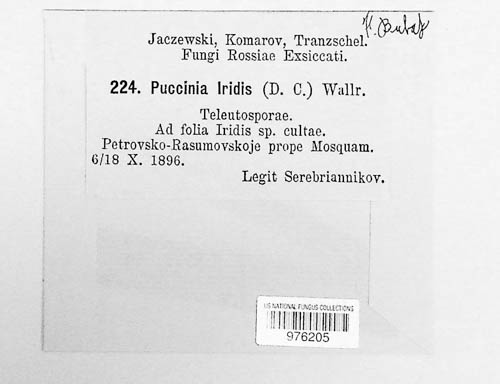 Jaczewski, Komarov, Tranzschel.
Fungi Rossiae Exsiccati.
224. Puccinia Iridis (D. C.) Wallr.
Teleutosporae.
Ad folia Iridis sp. cultae.
Petrovsko-Rasumovskoje prope Mosquam.
6/18 X. 1896.
Legit Serebriannikov.
US NATIONAL FUNGUS COLLECTIONS
976205